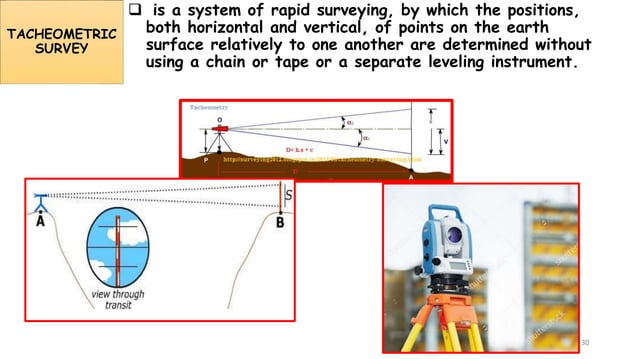 TACHEOMETRIC
SURVEY
❑ is a system of rapid surveying, by which the positions,
both horizontal and vertical, of points on the earth
surface relatively to one another are determined without
using a chain or tape or a separate leveling instrument.
Tacheometry
O
α₂
α₁
V
D= k.s + c
P
D
A
S
A
B
view through
transit
shutterstock
30